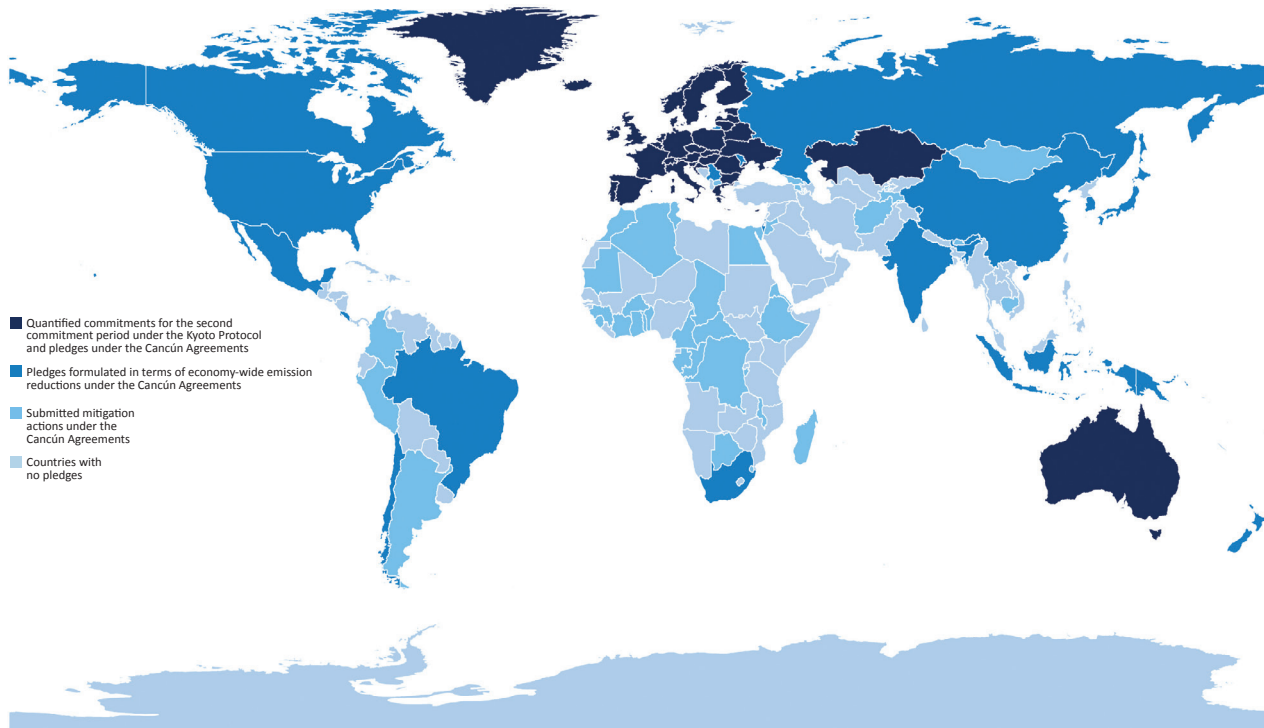 Quantified commitments for the second
commitment period under the Kyoto Protocol
and pledges under the Cancún Agreements
Pledges formulated in terms of economy-wide emission
reductions under the Cancún Agreements
Submitted mitigation
actions under the
Cancún Agreements
Countries with
no pledges